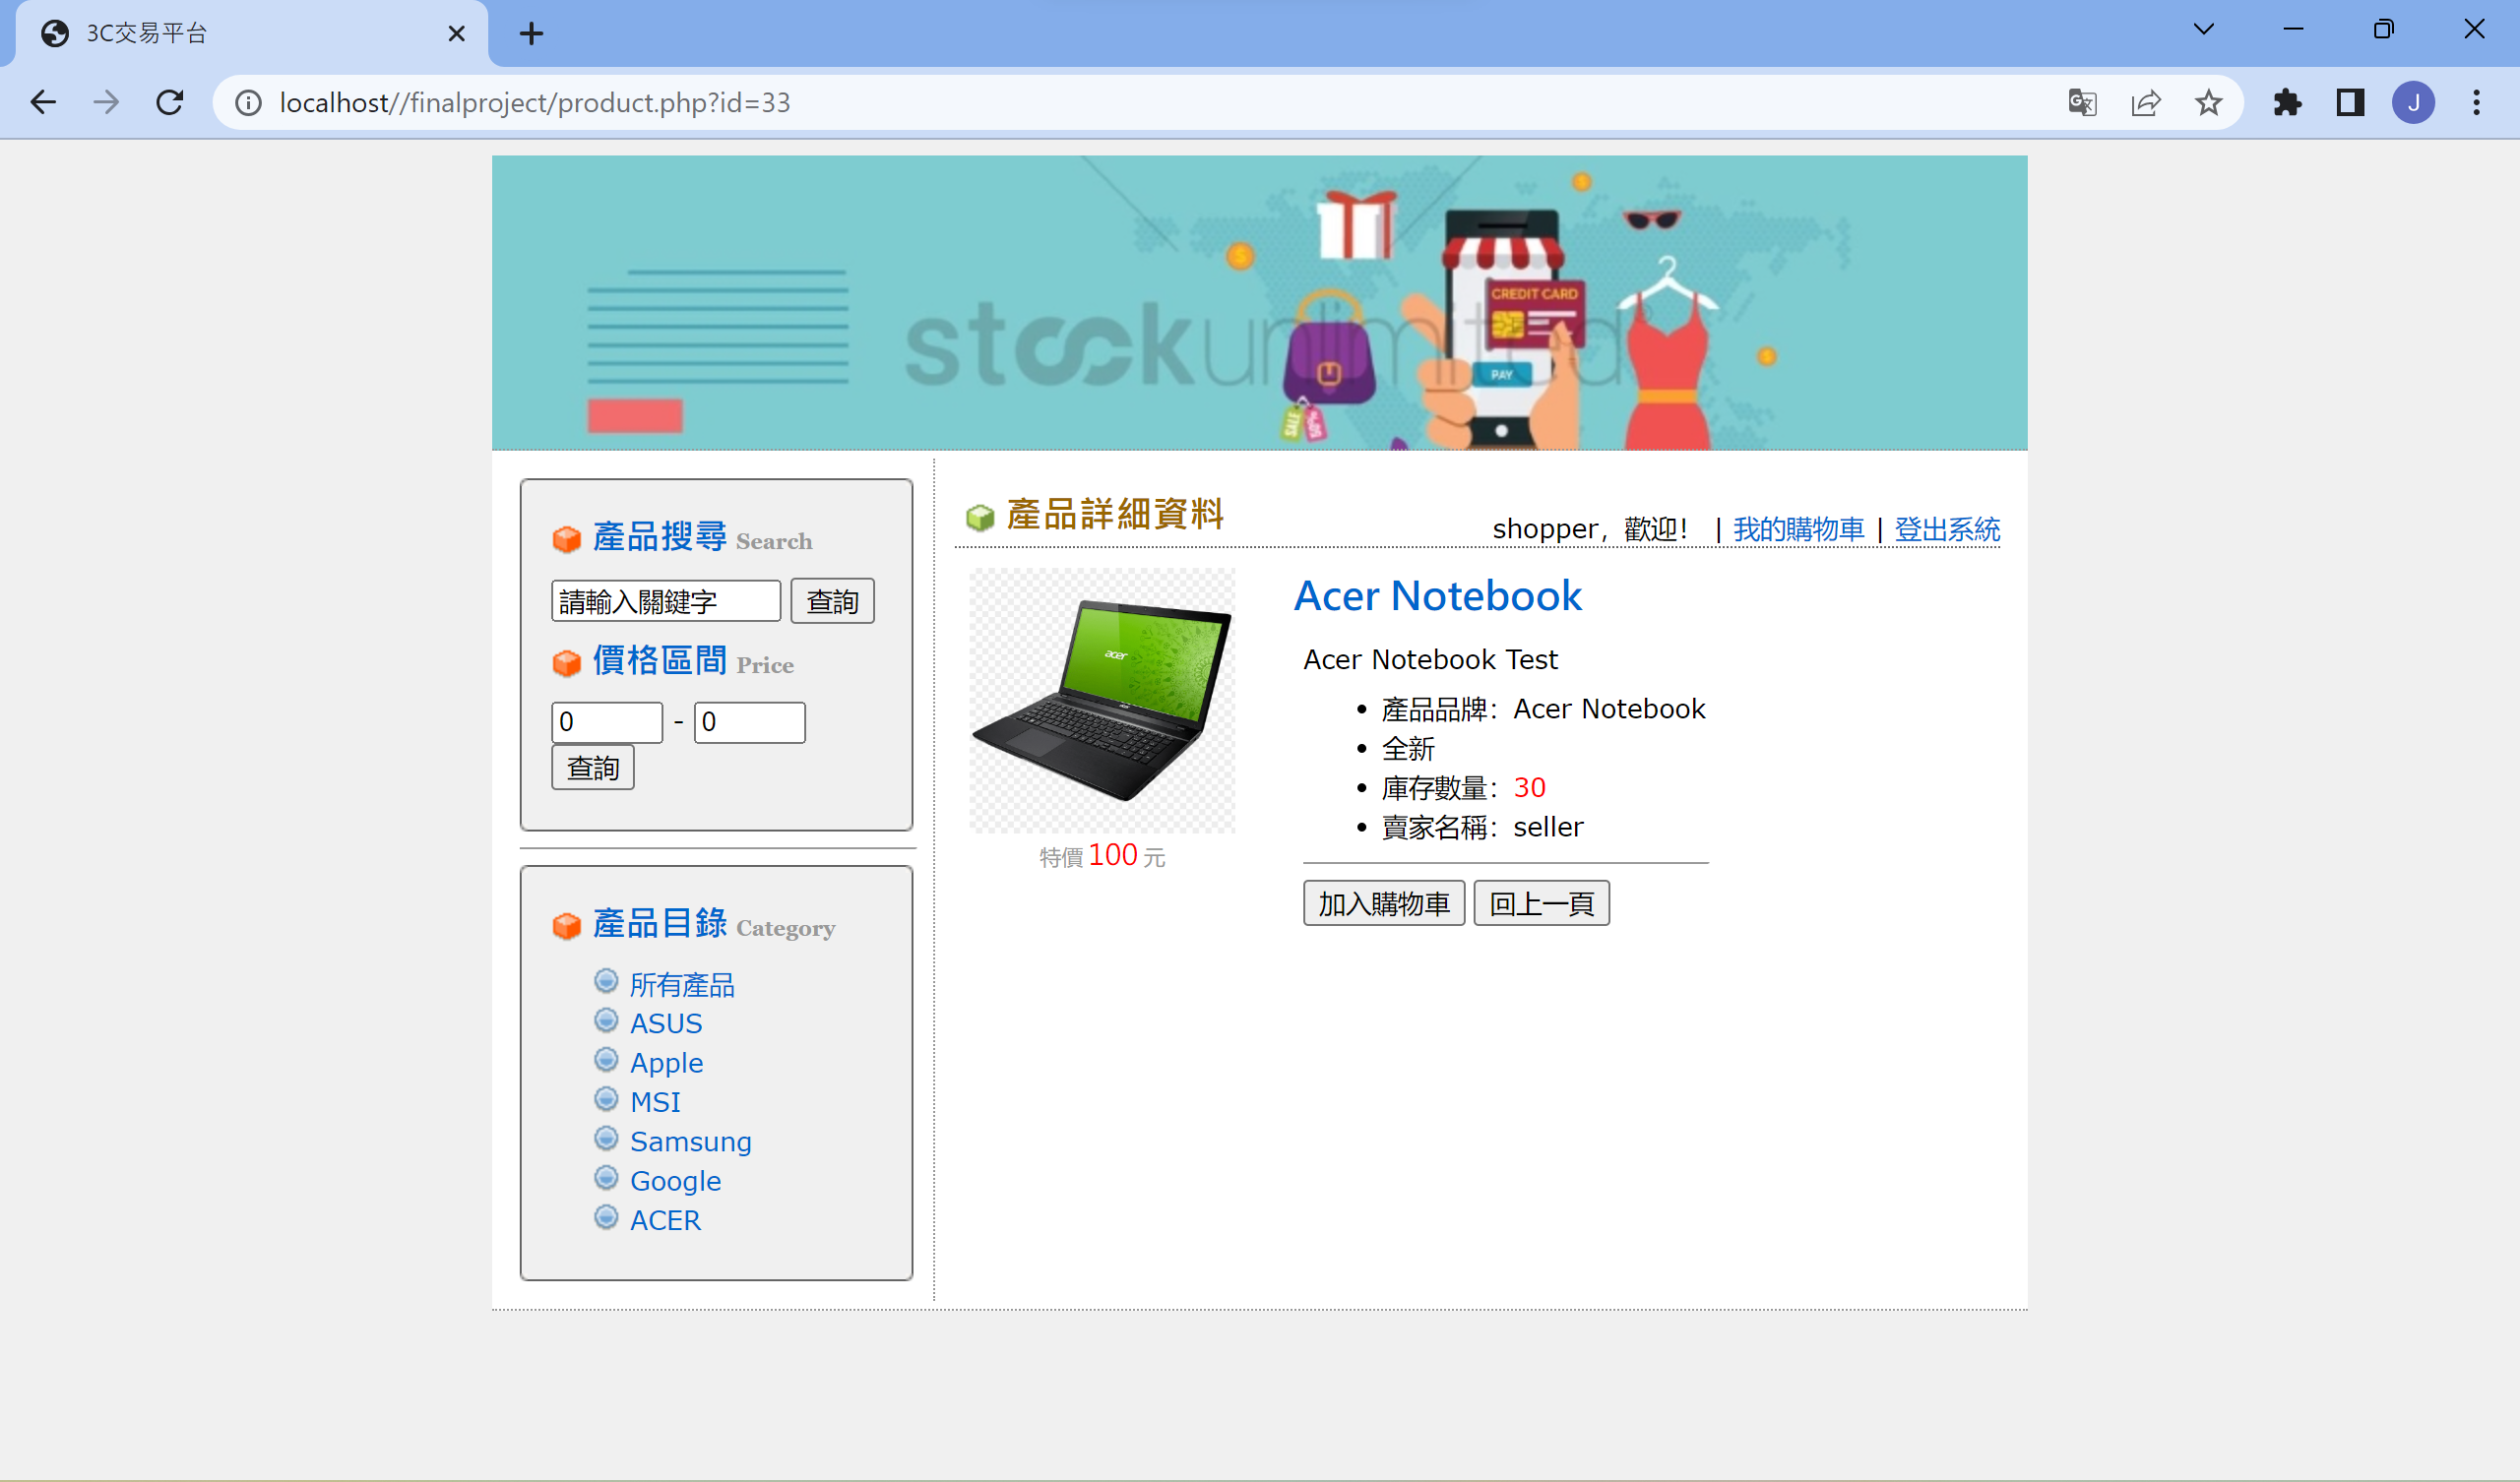 3C交易平台
localhost//finalproject/product.php?id=33
J
CREDIT CARD
stockunlimited
PAY
SALE
50%
產品搜尋 Search
請輸入關鍵字 查詢
價格區間 Price
0 - 0
查詢
產品目錄 Category
所有產品
ASUS
Apple
MSI
Samsung
Google
ACER
產品詳細資料
shopper，歡迎！ | 我的購物車 | 登出系統
acer
特價 100 元
Acer Notebook
Acer Notebook Test
產品品牌：Acer Notebook
全新
庫存數量：30
賣家名稱：seller
加入購物車 回上一頁